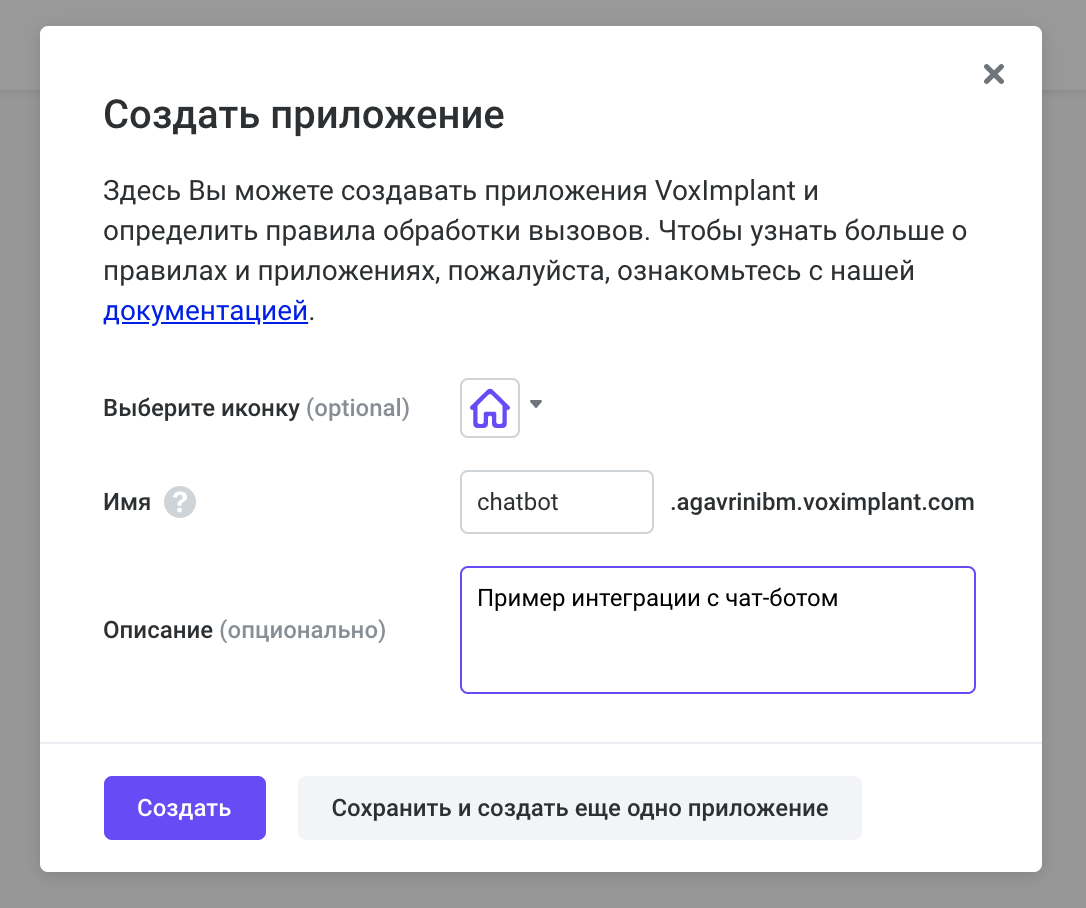 Создать приложение
Здесь Вы можете создавать приложения VoxImplant и
определить правила обработки вызовов. Чтобы узнать больше о
правилах и приложениях, пожалуйста, ознакомьтесь с нашей
документацией.
Выберите иконку (optional)
Имя ? chatbot .agavrinibm.voximplant.com
Описание (опционально) Пример интеграции с чат-ботом
Создать Сохранить и создать еще одно приложение